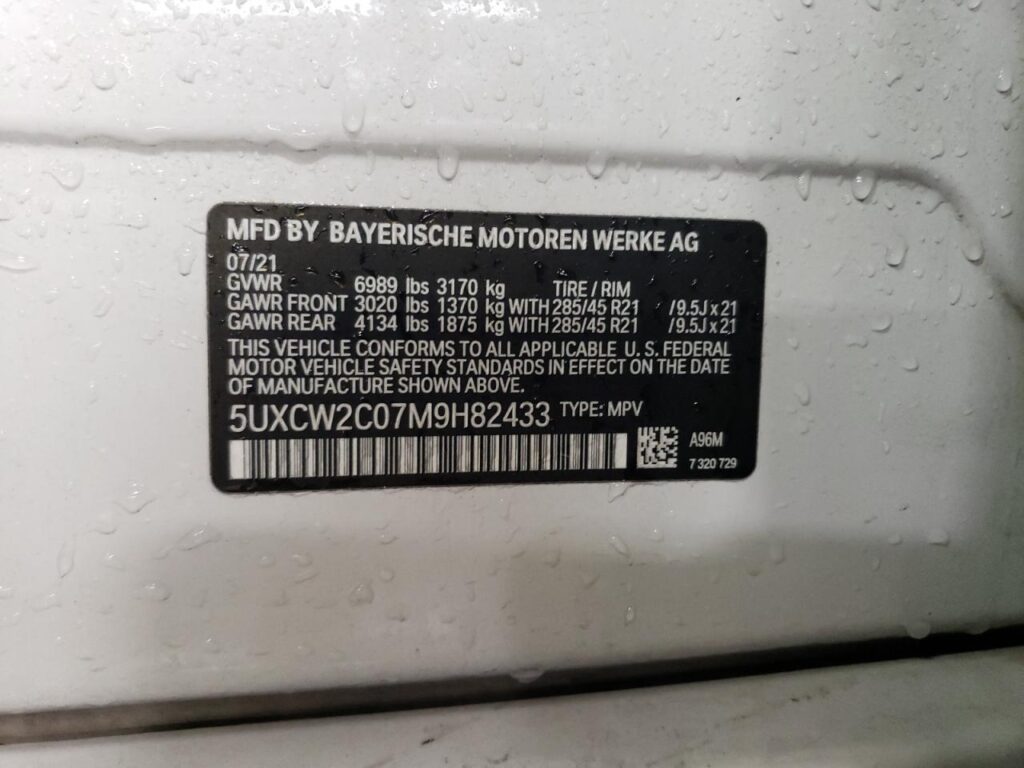 MFD BY BAYERISCHE MOTOREN WERKE AG
07/21
GVWR 6989 lbs 3170 kg TIRE / RIM
GAWR FRONT 3020 lbs 1370 kg WITH 285/45 R21 /9.5J x 21
GAWR REAR 4134 lbs 1875 kg WITH 285/45 R21 /9.5J x 21
THIS VEHICLE CONFORMS TO ALL APPLICABLE U. S. FEDERAL
MOTOR VEHICLE SAFETY STANDARDS IN EFFECT ON THE DATE
OF MANUFACTURE SHOWN ABOVE.
5UXCW2C07M9H82433 TYPE: MPV
A96M
7 320 729